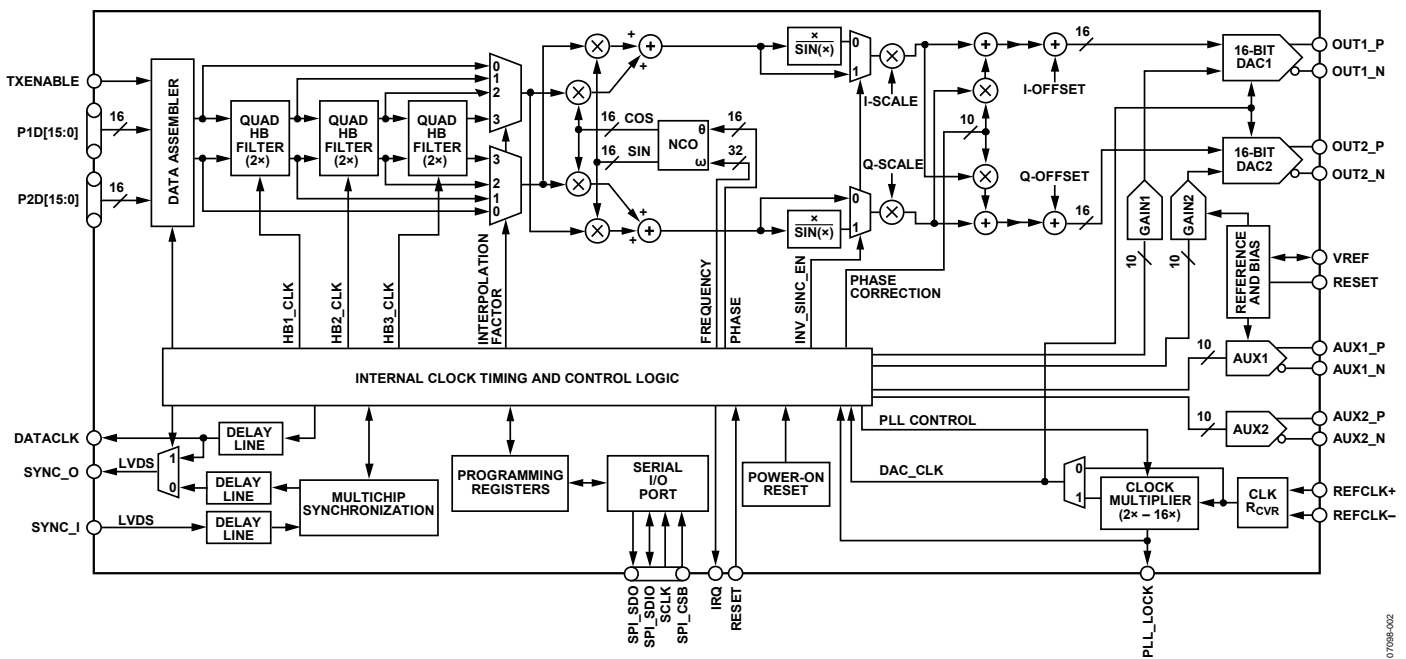 TXENABLE
P1D[15:0]
16
P2D[15:0]
16
DATA ASSEMBLER
QUAD
HB
FILTER
(2×)
QUAD
HB
FILTER
(2×)
QUAD
HB
FILTER
(2×)
0
1
2
3
3
2
1
0
HB1_CLK
HB2_CLK
HB3_CLK
INTERPOLATION
FACTOR
×
×
×
×
+
+
+
+
+
+
16
COS
16
SIN
NCO
θ
ω
16
32
FREQUENCY
PHASE
×
SIN(×)
×
SIN(×)
0
1
0
1
INV_SINC_EN
×
I-SCALE
Q-SCALE
×
PHASE
CORRECTION
10
+
×
×
+
+
I-OFFSET
Q-OFFSET
+
16
16
16-BIT
DAC1
16-BIT
DAC2
GAIN1
GAIN2
10
10
REFERENCE
AND BIAS
10
AUX1
10
AUX2
OUT1_P
OUT1_N
OUT2_P
OUT2_N
VREF
RESET
AUX1_P
AUX1_N
AUX2_P
AUX2_N
REFCLK+
REFCLK–
INTERNAL CLOCK TIMING AND CONTROL LOGIC
DATACLK
SYNC_O
LVDS
SYNC_I
LVDS
1
0
DELAY
LINE
DELAY
LINE
DELAY
LINE
MULTICHIP
SYNCHRONIZATION
PROGRAMMING
REGISTERS
SERIAL
I/O
PORT
POWER-ON
RESET
PLL CONTROL
DAC_CLK
0
1
CLOCK
MULTIPLIER
(2× – 16×)
CLK
RCVR
SPI_SDO
SPI_SDIO
SCLK
SPI_CSB
IRQ
RESET
PLL_LOCK
07098-002